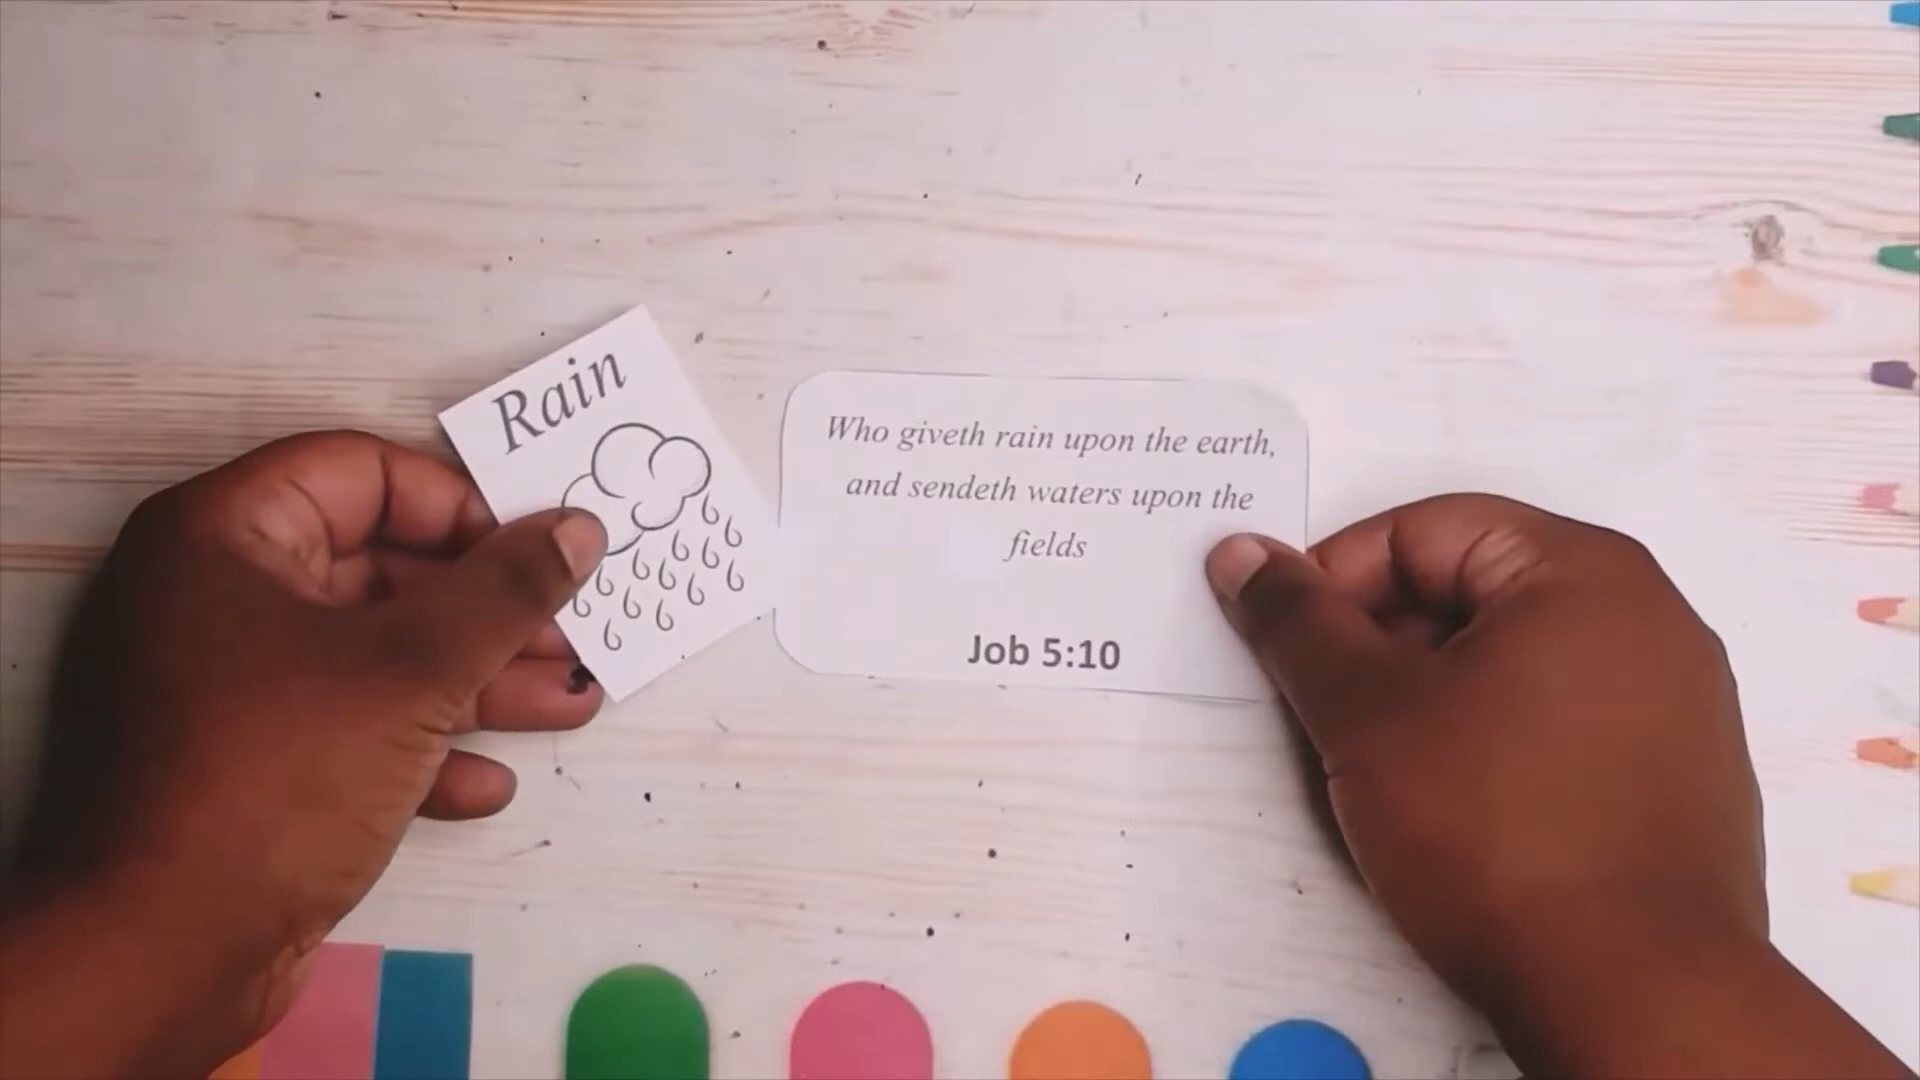 Rain
Who giveth rain upon the earth,
and sendeth waters upon the
fields
Job 5:10